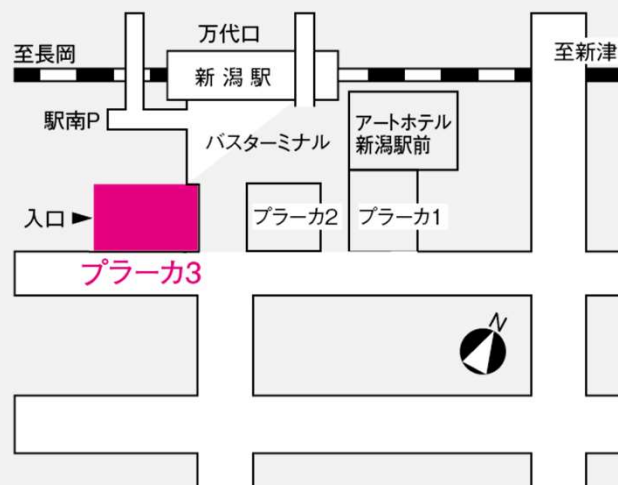 万代口
至長岡
至新津
新潟駅
駅南P
バスターミナル
アートホテル
新潟駅前
入口▶
プラーカ2
プラーカ1
プラーカ3
N